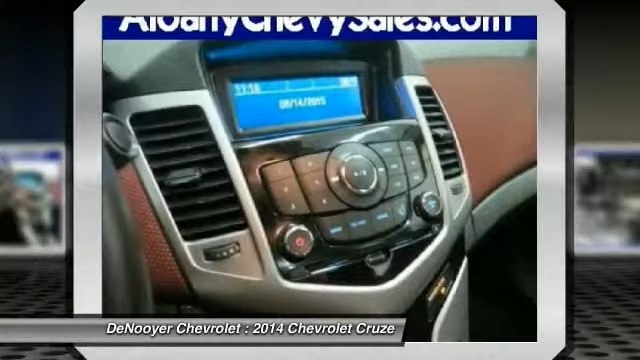 AlbanyChevySales.com
11:16
08/14/2015
DeNooyer Chevrolet : 2014 Chevrolet Cruze